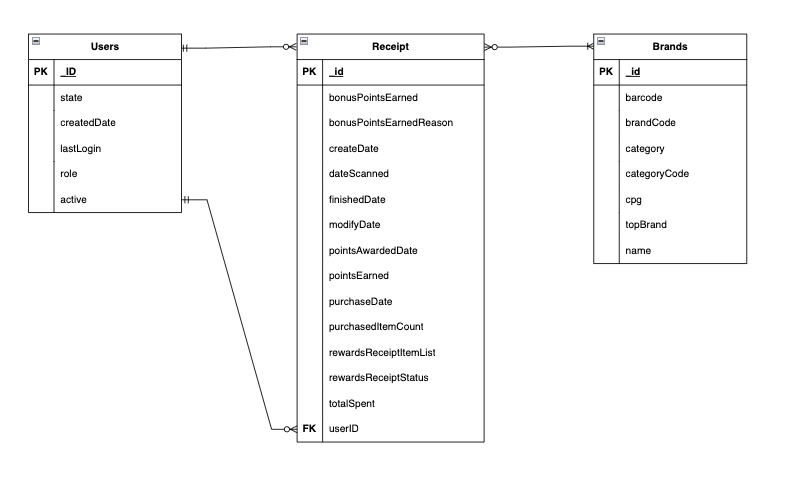 Users
PK _ID
state
createdDate
lastLogin
role
active
Receipt
PK _id
bonusPointsEarned
bonusPointsEarnedReason
createDate
dateScanned
finishedDate
modifyDate
pointsAwardedDate
pointsEarned
purchaseDate
purchasedItemCount
rewardsReceiptItemList
rewardsReceiptStatus
totalSpent
FK userID
Brands
PK _id
barcode
brandCode
category
categoryCode
cpg
topBrand
name